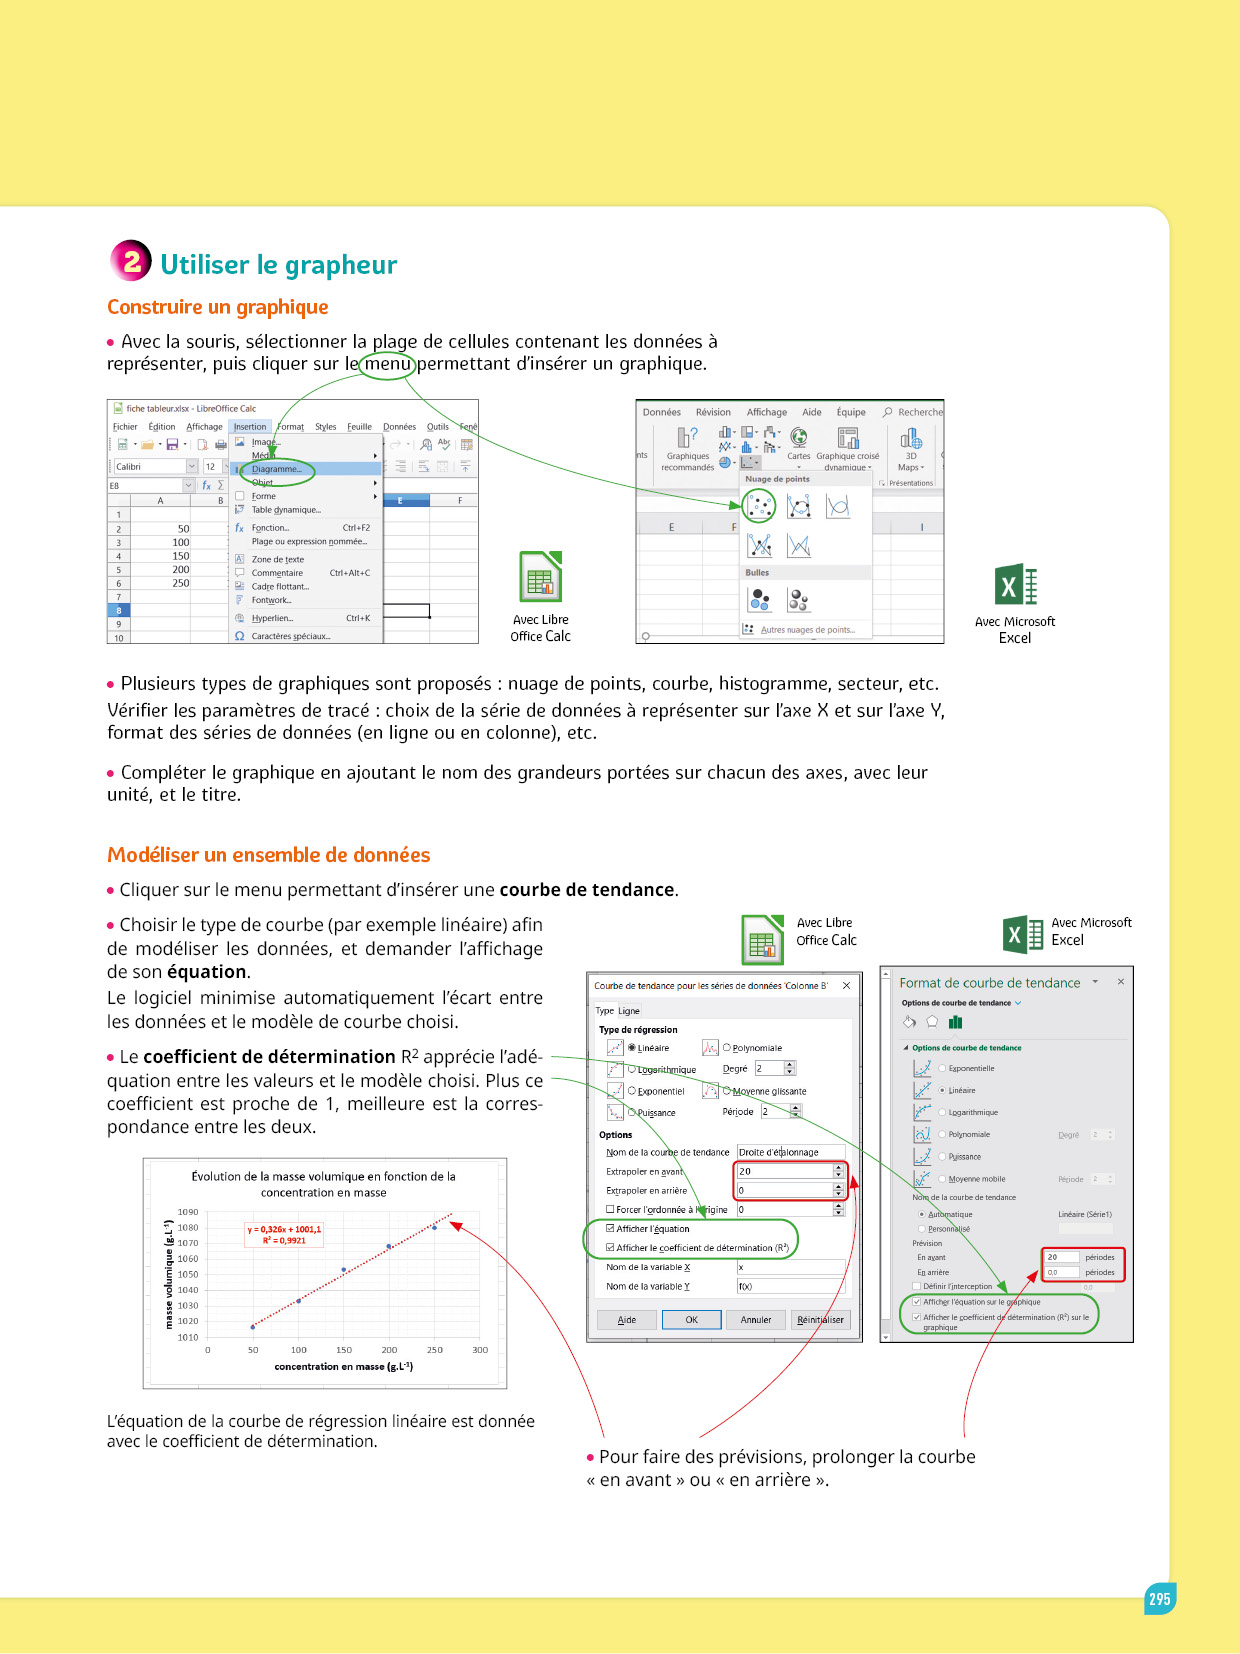 2 Utiliser le grapheur
Construire un graphique
• Avec la souris, sélectionner la plage de cellules contenant les données à
représenter, puis cliquer sur le menu permettant d'insérer un graphique.
fiche tableur.xlsx - LibreOffice Calc
Fichier Édition Affichage Insertion Format Styles Feuille Données Outils Fenê
Calibri 12
E8
A B E F
1
2 50
3 100
4 150
5 200
6 250
7
8
9
10
Image...
Média
Diagramme...
Objet
Forme
Table dynamique...
Fonction... Ctrl+F2
Plage ou expression nommée...
Zone de texte
Commentaire Ctrl+Alt+C
Cadre flottant...
Fontwork...
Hyperlien... Ctrl+K
Caractères spéciaux...
Avec Libre
Office Calc
Données Révision Affichage Aide Équipe Recherche
nts Graphiques Cartes Graphique croisé 3D
recommandés dynamique Maps
Présentations
Nuage de points
E F I
Bulles
Autres nuages de points...
Avec Microsoft
Excel
• Plusieurs types de graphiques sont proposés : nuage de points, courbe, histogramme, secteur, etc.
Vérifier les paramètres de tracé : choix de la série de données à représenter sur l'axe X et sur l'axe Y,
format des séries de données (en ligne ou en colonne), etc.
• Compléter le graphique en ajoutant le nom des grandeurs portées sur chacun des axes, avec leur
unité, et le titre.
Modéliser un ensemble de données
• Cliquer sur le menu permettant d'insérer une courbe de tendance.
• Choisir le type de courbe (par exemple linéaire) afin
de modéliser les données, et demander l'affichage
de son équation.
Le logiciel minimise automatiquement l'écart entre
les données et le modèle de courbe choisi.
• Le coefficient de détermination R² apprécie l'adé-
quation entre les valeurs et le modèle choisi. Plus ce
coefficient est proche de 1, meilleure est la corres-
pondance entre les deux.
Évolution de la masse volumique en fonction de la
concentration en masse
masse volumique (g.L⁻¹)
1090
1080
1070
1060
1050
1040
1030
1020
1010
y = 0,326x + 1001,1
R² = 0,9921
0 50 100 150 200 250 300
concentration en masse (g.L⁻¹)
L'équation de la courbe de régression linéaire est donnée
avec le coefficient de détermination.
Avec Libre
Office Calc
Courbe de tendance pour les séries de données 'Colonne B'
Type Ligne
Type de régression
Linéaire Polynomiale
Logarithmique Degré 2
Exponentiel Moyenne glissante
Puissance Période 2
Options
Nom de la courbe de tendance Droite d'étalonnage
Extrapoler en avant 20
Extrapoler en arrière 0
Forcer l'ordonnée à l'origine 0
Afficher l'équation
Afficher le coefficient de détermination (R²)
Nom de la variable X x
Nom de la variable Y f(x)
Aide OK Annuler Réinitialiser
Avec Microsoft
Excel
Format de courbe de tendance
Options de courbe de tendance
Options de courbe de tendance
Exponentielle
Linéaire
Logarithmique
Polynomiale Degré 2
Puissance
Moyenne mobile Période 2
Nom de la courbe de tendance
Automatique Linéaire (Série1)
Personnalisé
Prévision
En avant 20 périodes
En arrière 0,0 périodes
Définir l'interception 0,0
Afficher l'équation sur le graphique
Afficher le coefficient de détermination (R²) sur le
graphique
• Pour faire des prévisions, prolonger la courbe
« en avant » ou « en arrière ».
295